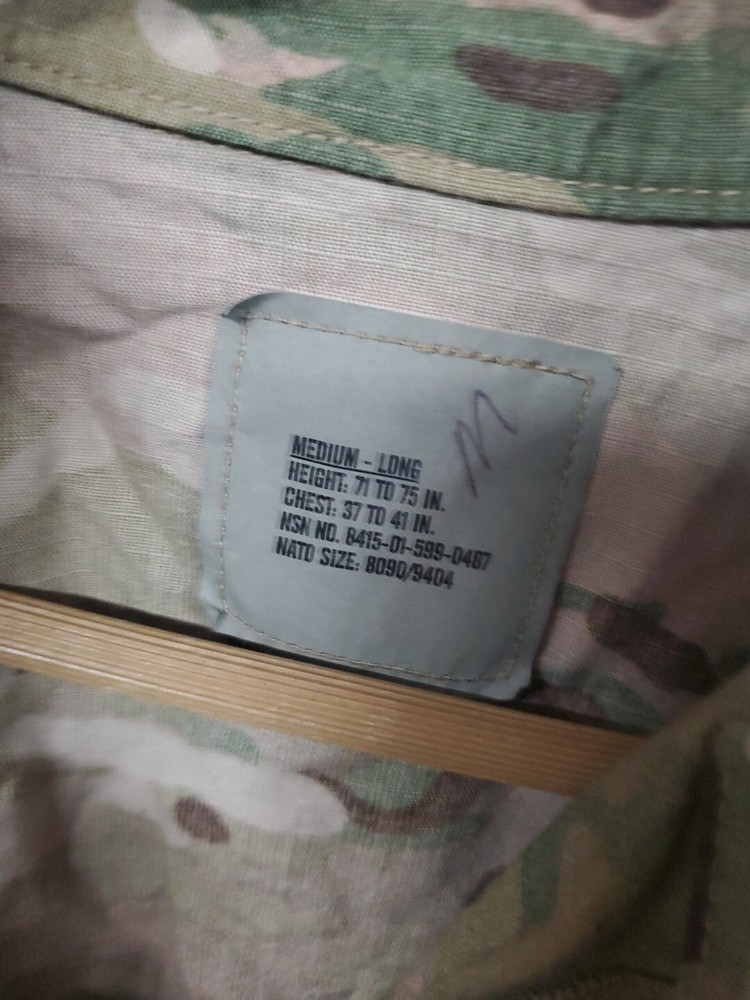 M
MEDIUM - LONG
HEIGHT: 71 TO 75 IN.
CHEST: 37 TO 41 IN.
NSN NO. 8415-01-599-0487
NATO SIZE: 8090/9404